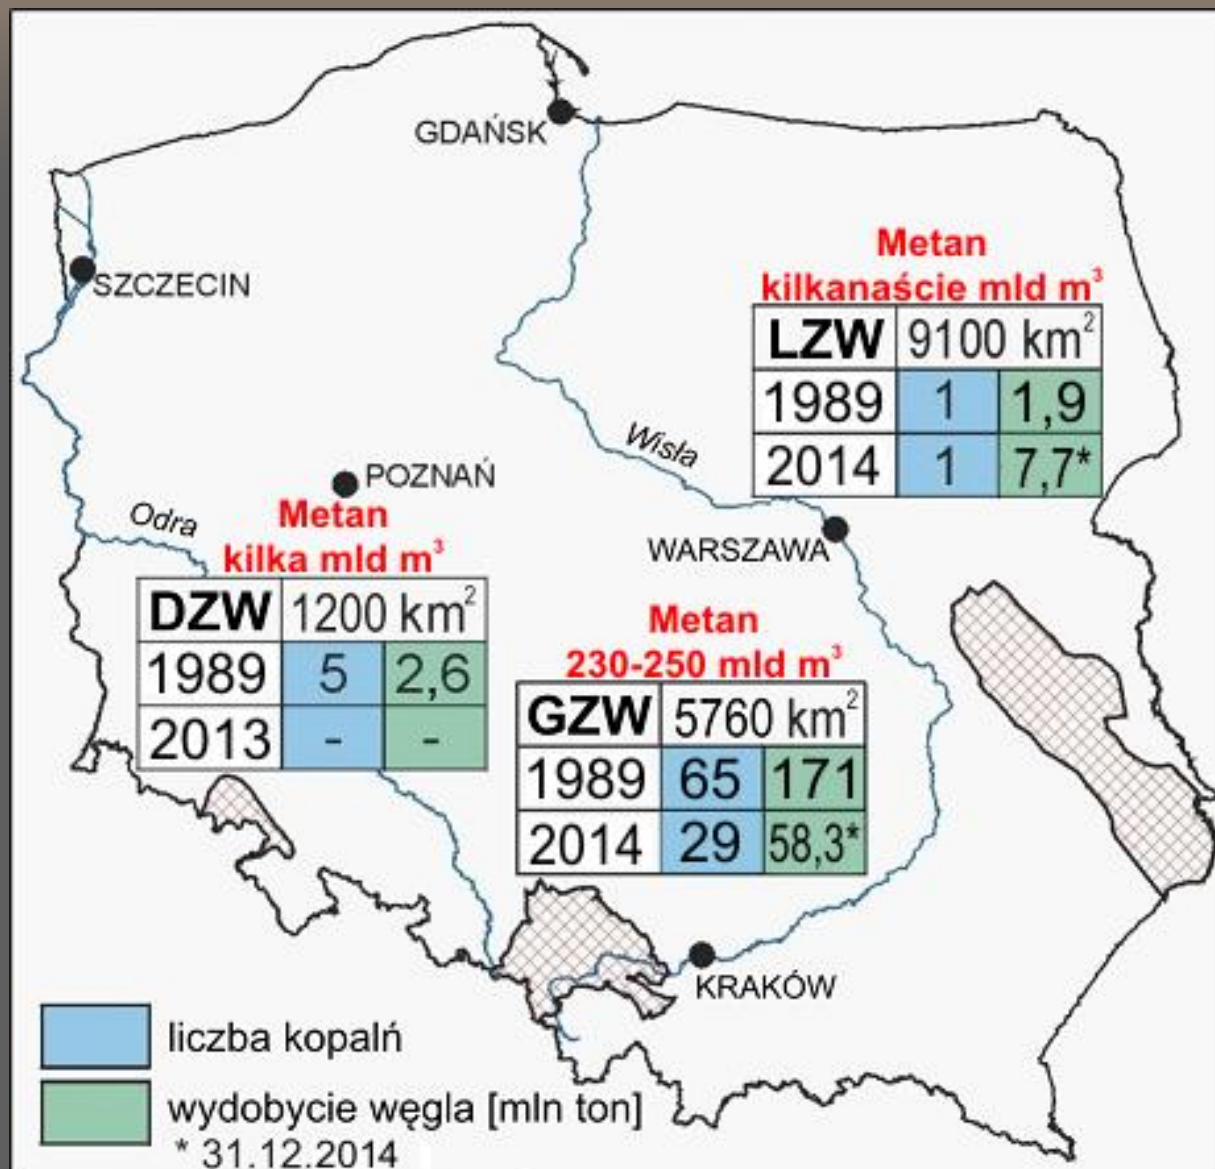 GDAŃSK
SZCZECIN
Metan
kilkanaście mld m³
LZW 9100 km²
1989 1 1,9
2014 1 7,7*
Wisła
POZNAŃ
Odra
WARSZAWA
Metan
kilka mld m³
DZW 1200 km²
1989 5 2,6
2013 - -
Metan
230-250 mld m³
GZW 5760 km²
1989 65 171
2014 29 58,3*
KRAKÓW
liczba kopalń
wydobycie węgla [mln ton]
* 31.12.2014